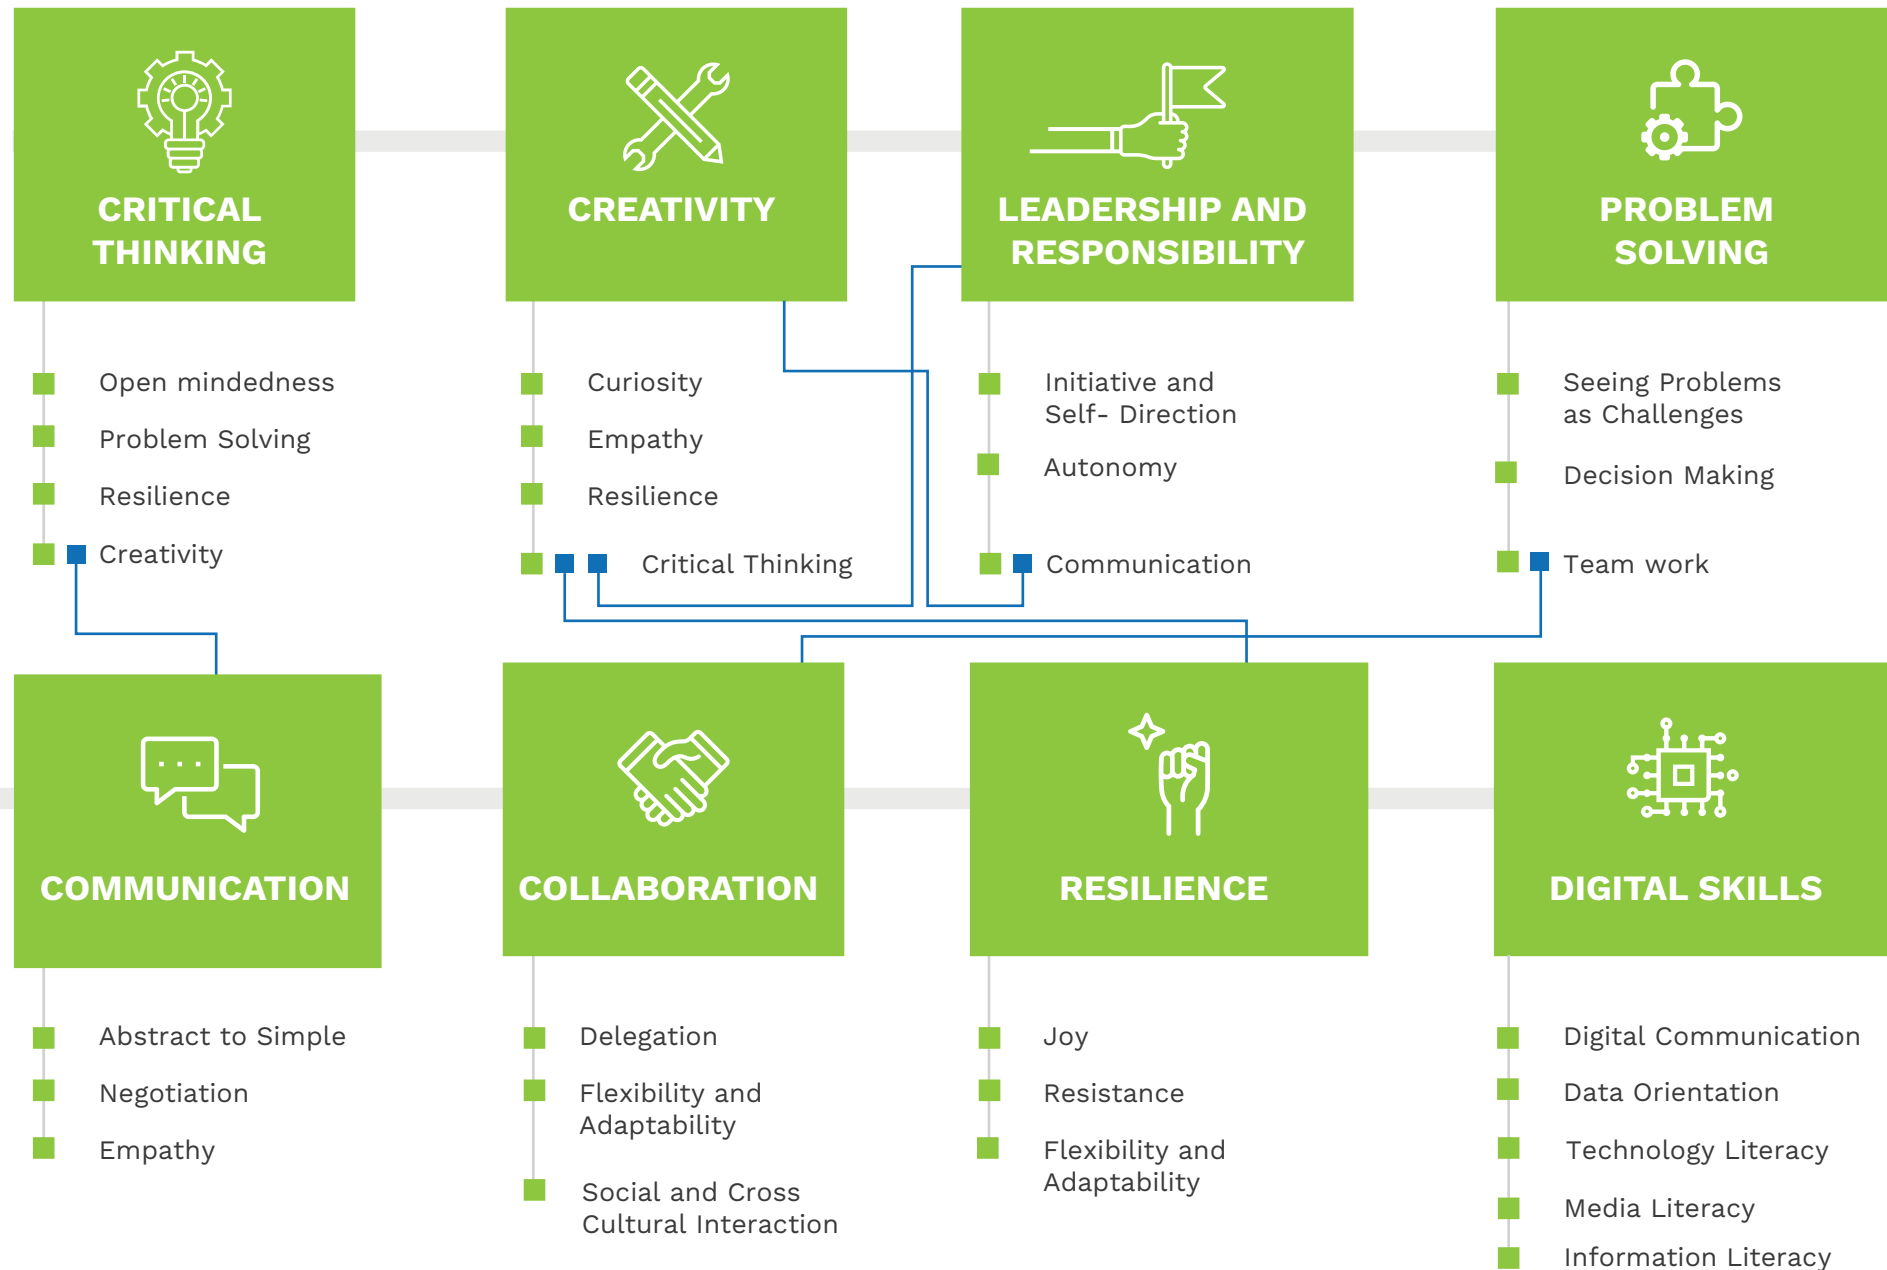 CRITICAL
THINKING
Open mindedness
Problem Solving
Resilience
Creativity
CREATIVITY
Curiosity
Empathy
Resilience
Critical Thinking
LEADERSHIP AND
RESPONSIBILITY
Initiative and
Self- Direction
Autonomy
Communication
PROBLEM
SOLVING
Seeing Problems
as Challenges
Decision Making
Team work
COMMUNICATION
Abstract to Simple
Negotiation
Empathy
COLLABORATION
Delegation
Flexibility and
Adaptability
Social and Cross
Cultural Interaction
RESILIENCE
Joy
Resistance
Flexibility and
Adaptability
DIGITAL SKILLS
Digital Communication
Data Orientation
Technology Literacy
Media Literacy
Information Literacy